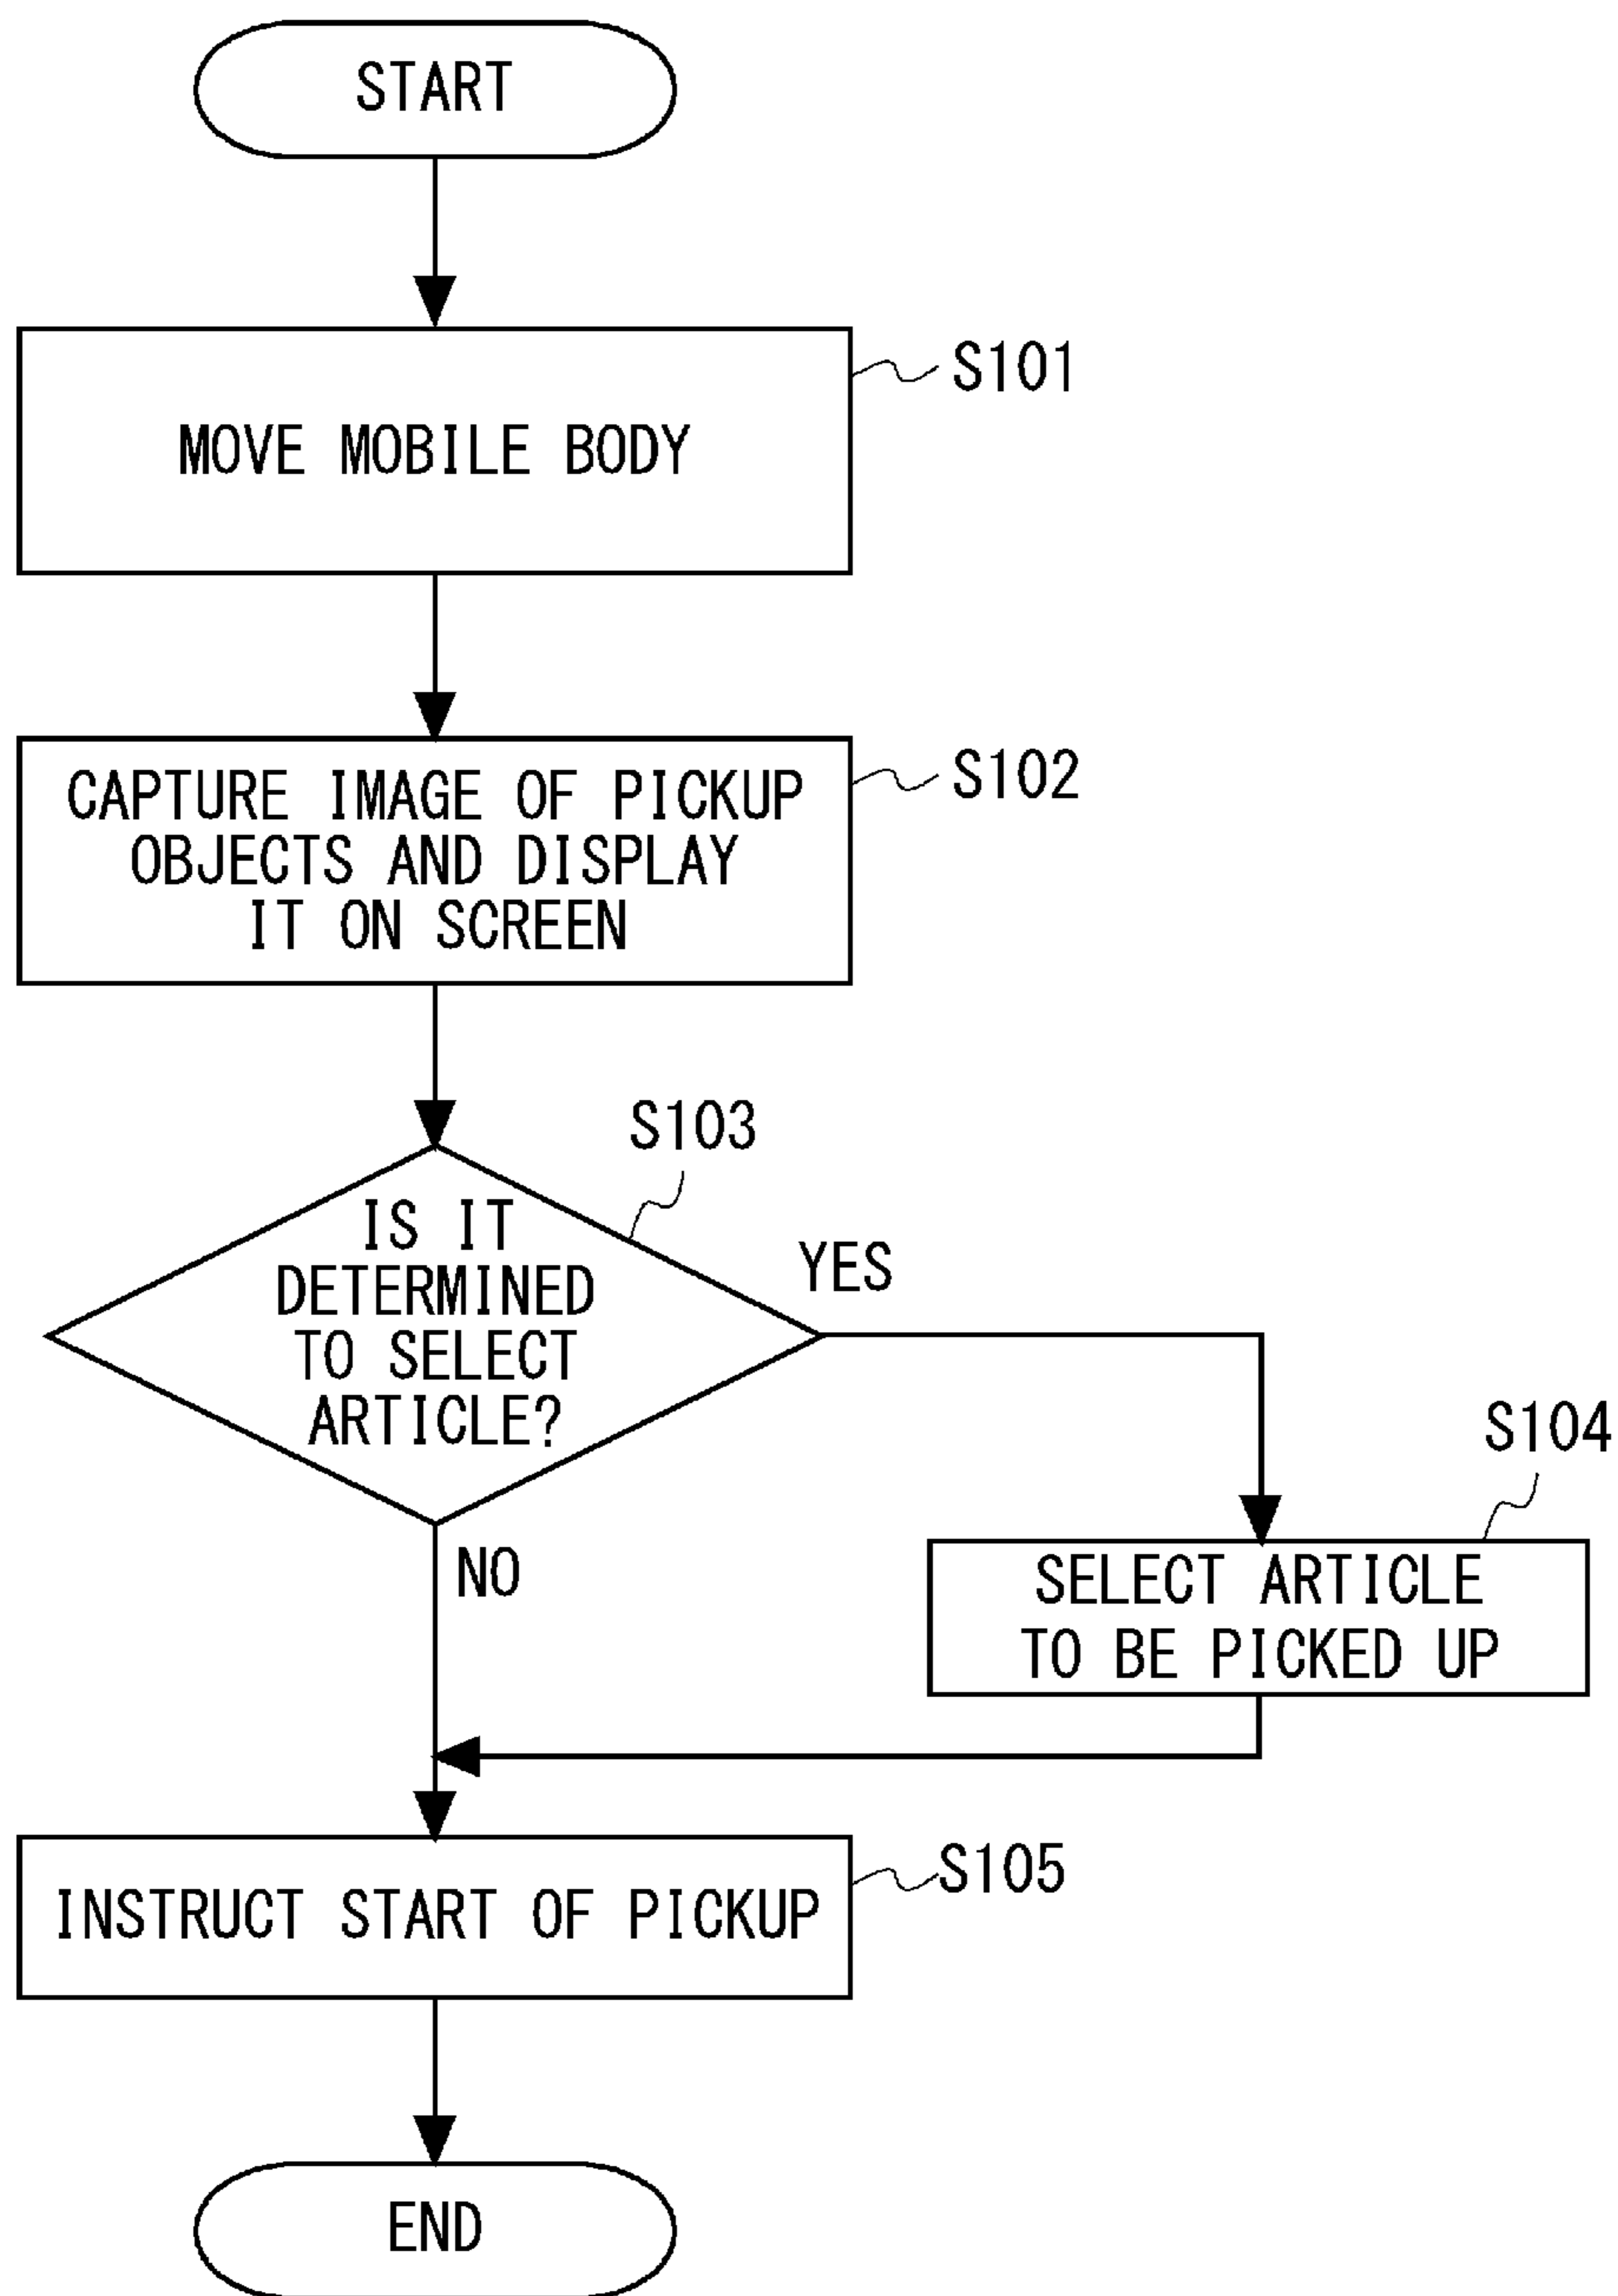 START
S101
MOVE MOBILE BODY
S102
CAPTURE IMAGE OF PICKUP
OBJECTS AND DISPLAY
IT ON SCREEN
S103
IS IT
DETERMINED
TO SELECT
ARTICLE?
YES
NO
S104
SELECT ARTICLE
TO BE PICKED UP
S105
INSTRUCT START OF PICKUP
END